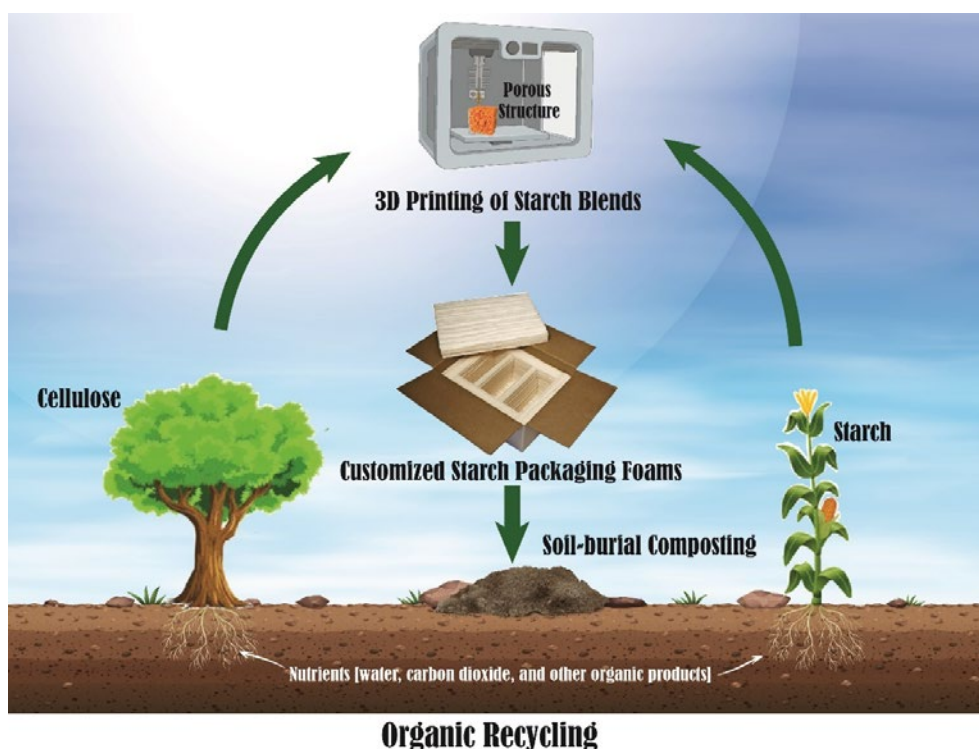 Porous
Structure
3D Printing of Starch Blends
Cellulose
Starch
Customized Starch Packaging Foams
Soil-burial Composting
Nutrients [water, carbon dioxide, and other organic products]
Organic Recycling